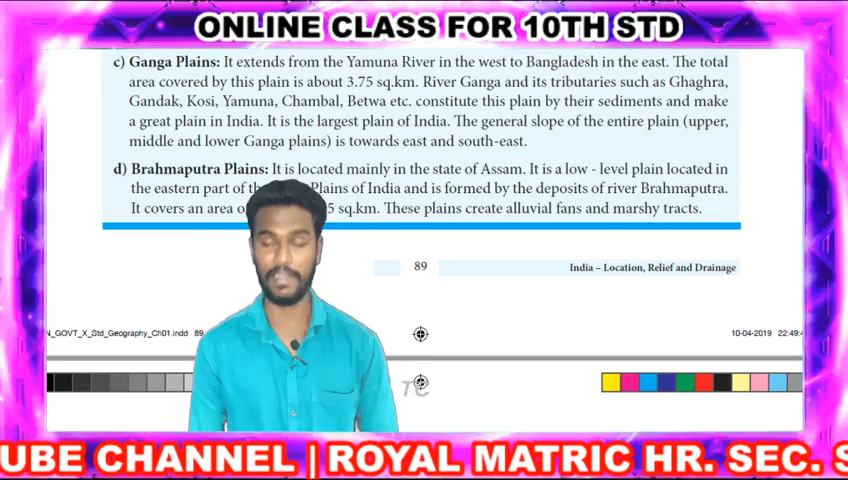 ONLINE CLASS FOR 10TH STD
c) Ganga Plains: It extends from the Yamuna River in the west to Bangladesh in the east. The total
area covered by this plain is about 3.75 sq.km. River Ganga and its tributaries such as Ghaghra,
Gandak, Kosi, Yamuna, Chambal, Betwa etc. constitute this plain by their sediments and make
a great plain in India. It is the largest plain of India. The general slope of the entire plain (upper,
middle and lower Ganga plains) is towards east and south-east.
d) Brahmaputra Plains: It is located mainly in the state of Assam. It is a low - level plain located in
the eastern part of Plains of India and is formed by the deposits of river Brahmaputra.
It covers an area 5 sq.km. These plains create alluvial fans and marshy tracts.
89 India – Location, Relief and Drainage
N_GOVT_X_Std_Geography_Ch01.indd 89 10-04-2019 22:49:4
UBE CHANNEL | ROYAL MATRIC HR. SEC. S